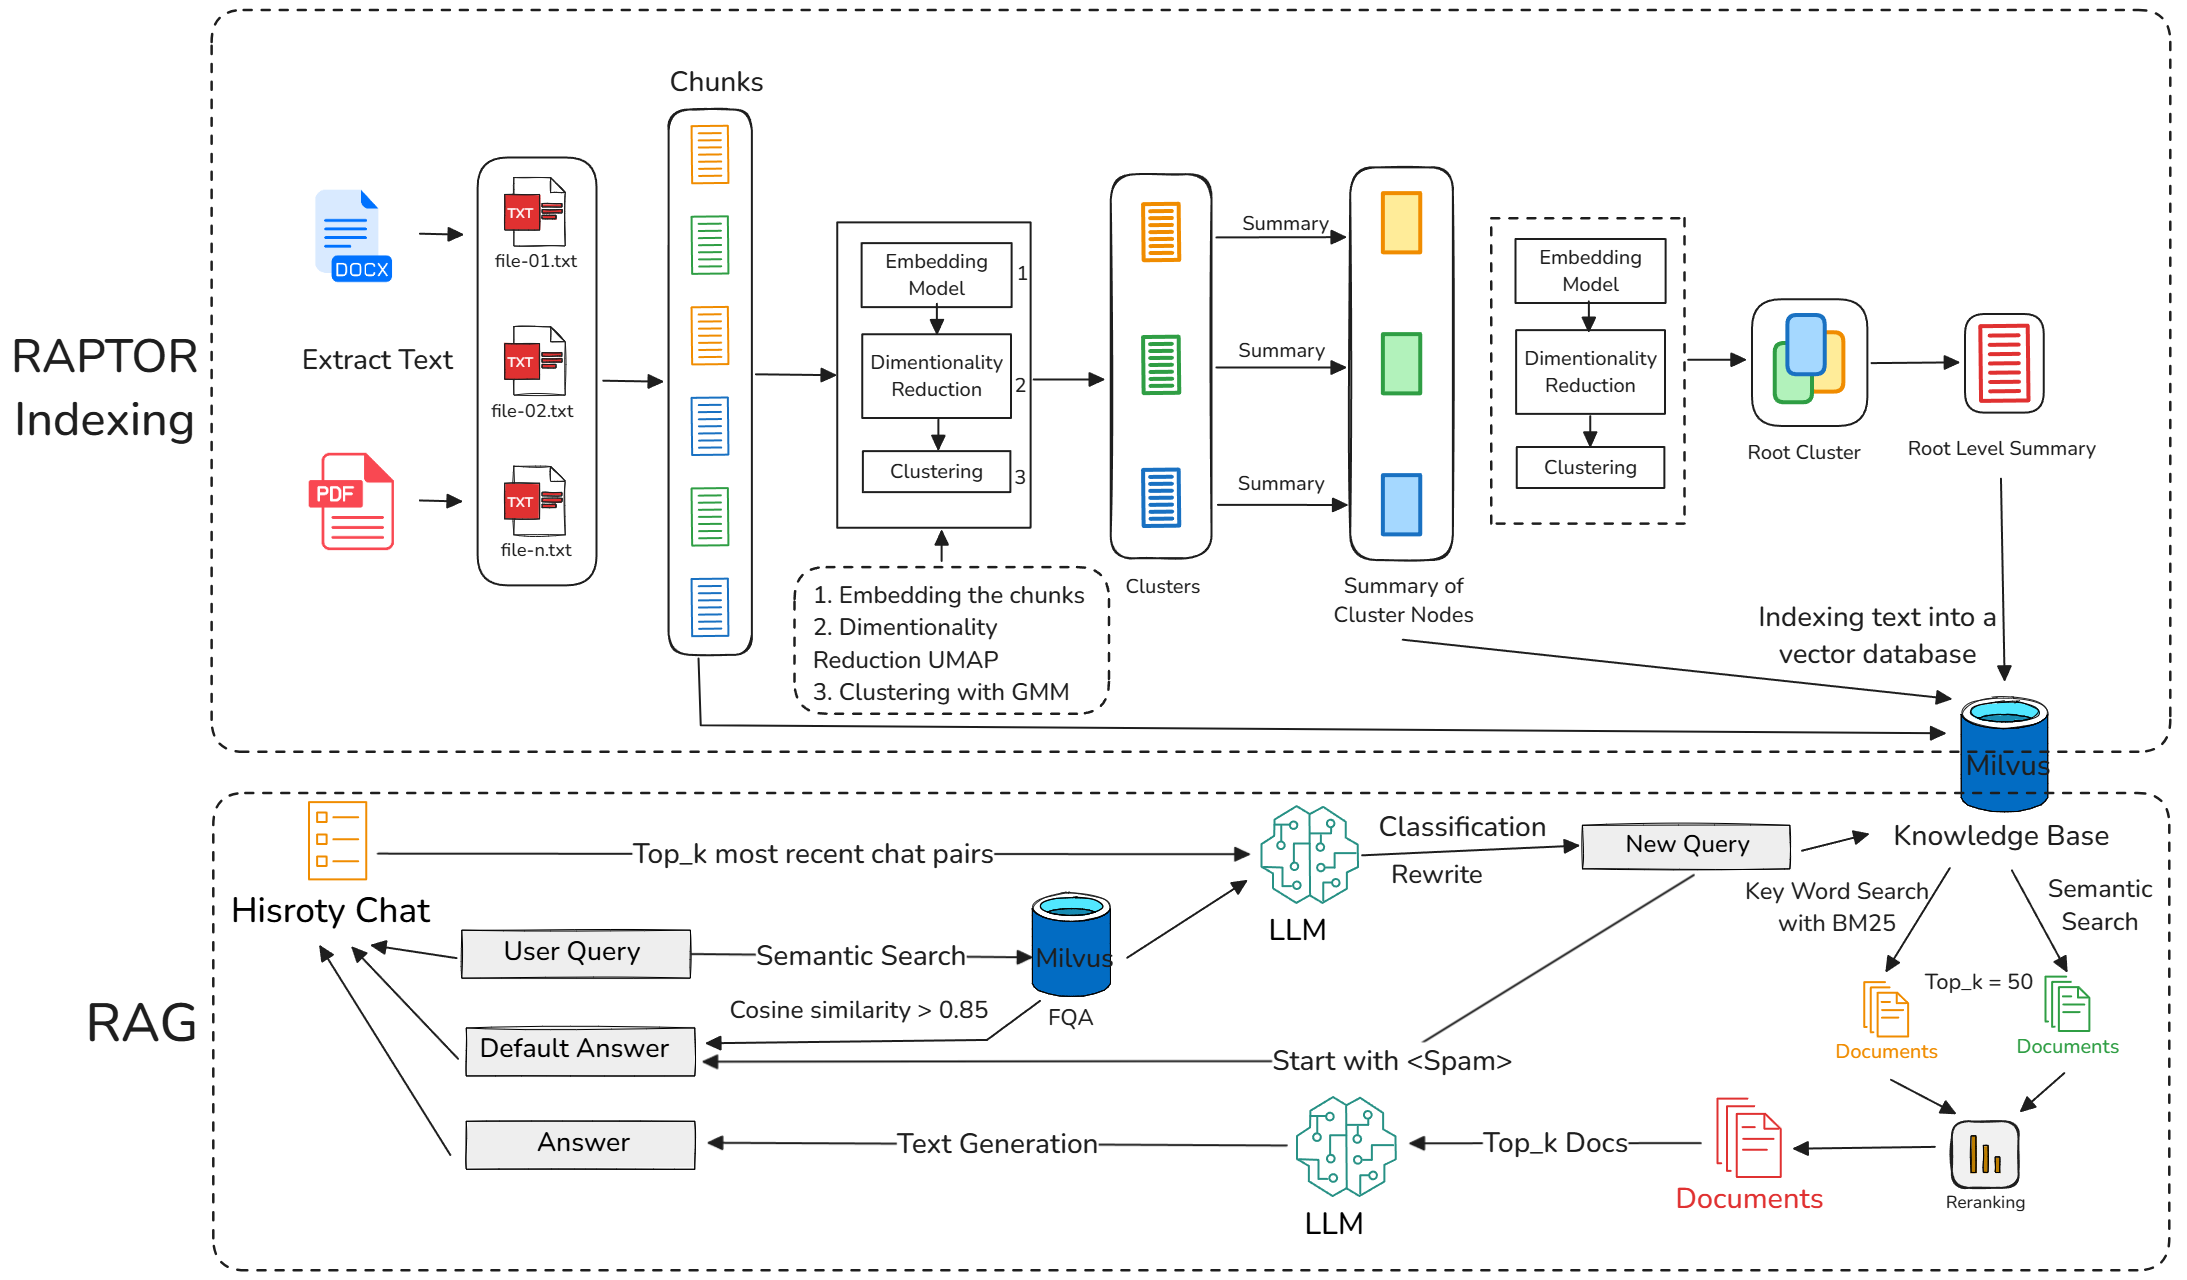 RAPTOR
Indexing
DOCX
Extract Text
PDF
TXT
file-01.txt
TXT
file-02.txt
TXT
file-n.txt
Chunks
Embedding
Model
1
Dimentionality
Reduction
2
Clustering
3
1. Embedding the chunks
2. Dimentionality
Reduction UMAP
3. Clustering with GMM
Clusters
Summary
Summary
Summary
Summary of
Cluster Nodes
Embedding
Model
Dimentionality
Reduction
Clustering
Root Cluster
Root Level Summary
Indexing text into a
vector database
Milvus
RAG
Hisroty Chat
Top_k most recent chat pairs
LLM
Classification
Rewrite
New Query
Knowledge Base
Key Word Search
with BM25
Semantic
Search
User Query
Semantic Search
Milvus
FQA
Cosine similarity > 0.85
Default Answer
Start with <Spam>
Top_k = 50
Documents
Documents
Answer
Text Generation
LLM
Top_k Docs
Documents
Reranking